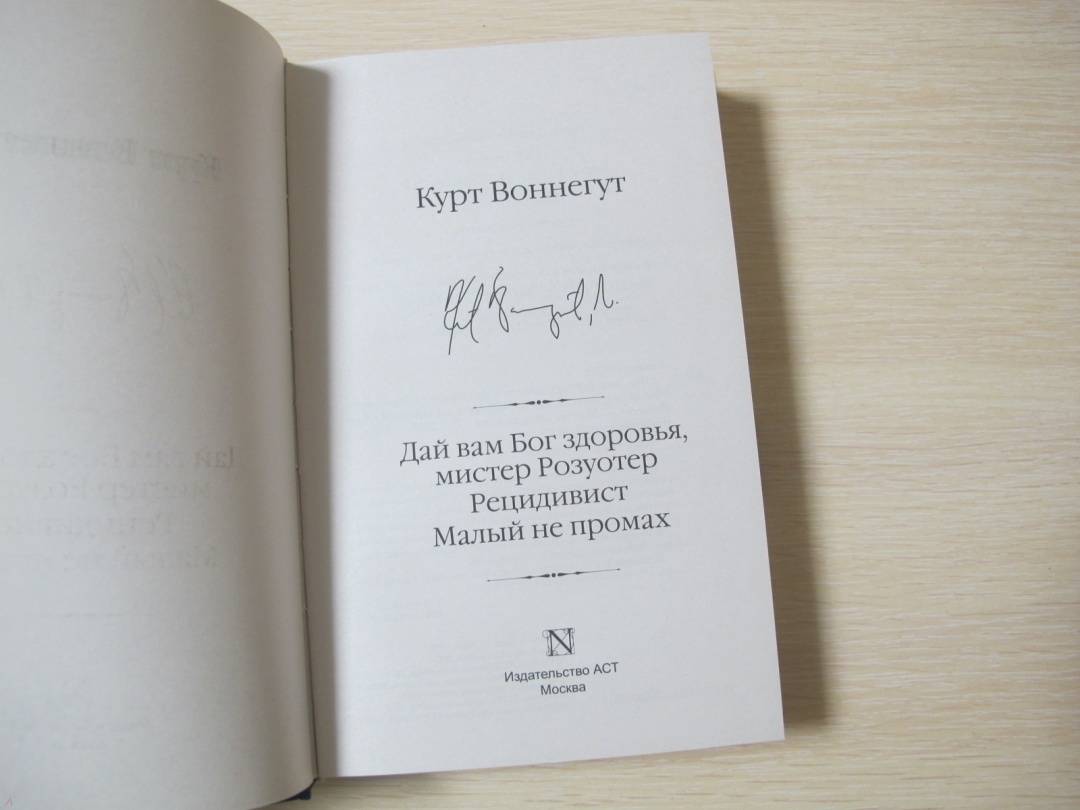 Курт Воннегут
Дай вам Бог здоровья,
мистер Розуотер
Рецидивист
Малый не промах
N
Издательство АСТ
Москва